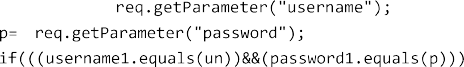 req.getParameter("username");
p= req.getParameter("password");
if(((username1.equals(un))&&(password1.equals(p)))